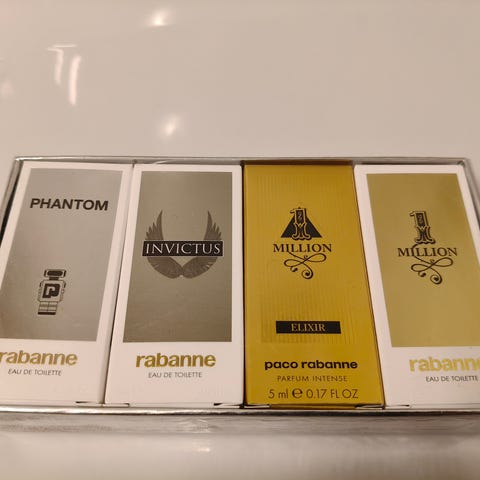 PHANTOM
rabanne
EAU DE TOILETTE
INVICTUS
rabanne
EAU DE TOILETTE
1
MILLION
ELIXIR
paco rabanne
PARFUM INTENSE
5 ml e 0.17 FL OZ
1
MILLION
rabanne
EAU DE TOILETTE